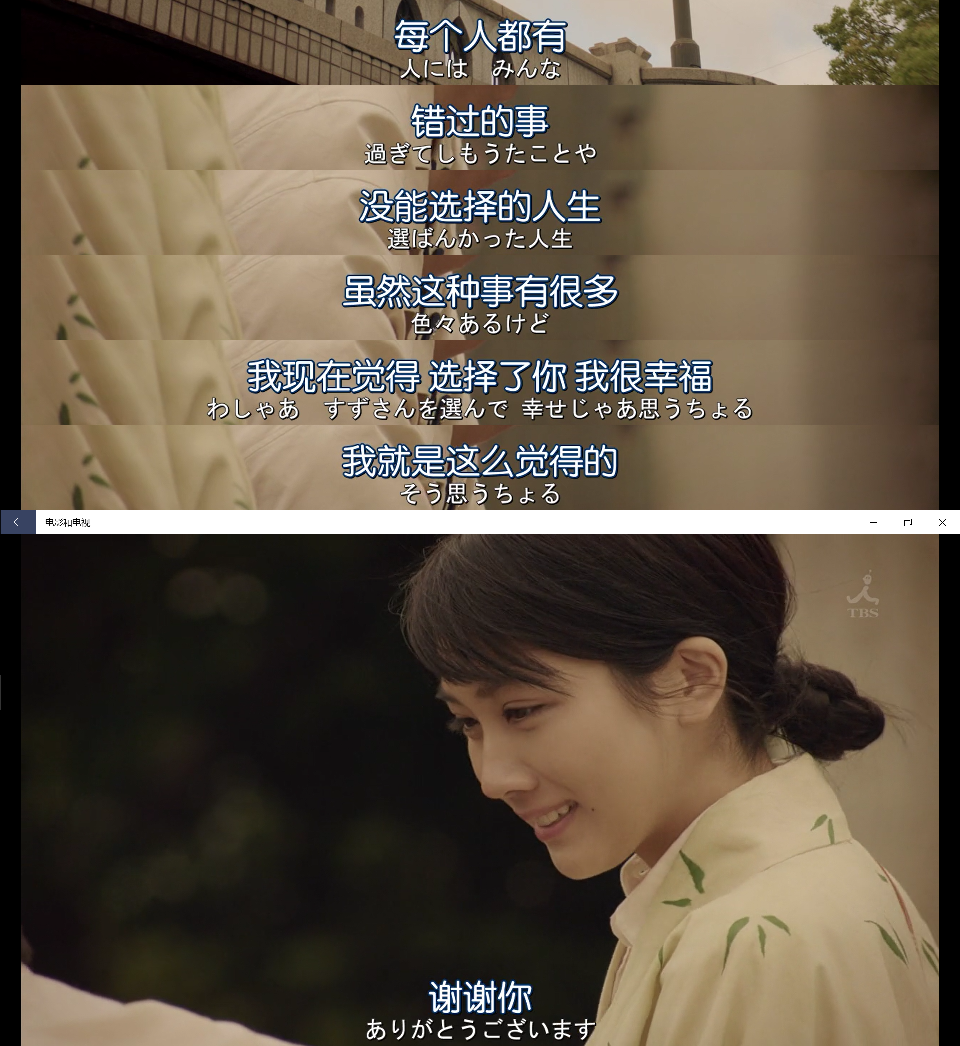 每个人都有
人には　みんな
错过的事
過ぎてしもうたことや
没能选择的人生
選ばんかった人生
虽然这种事有很多
色々あるけど
我现在觉得 选择了你 我很幸福
わしゃあ　すずさんを選んで 幸せじゃあ思うちょる
我就是这么觉得的
そう思うちょる
电影和电视
TBS
谢谢你
ありがとうございます